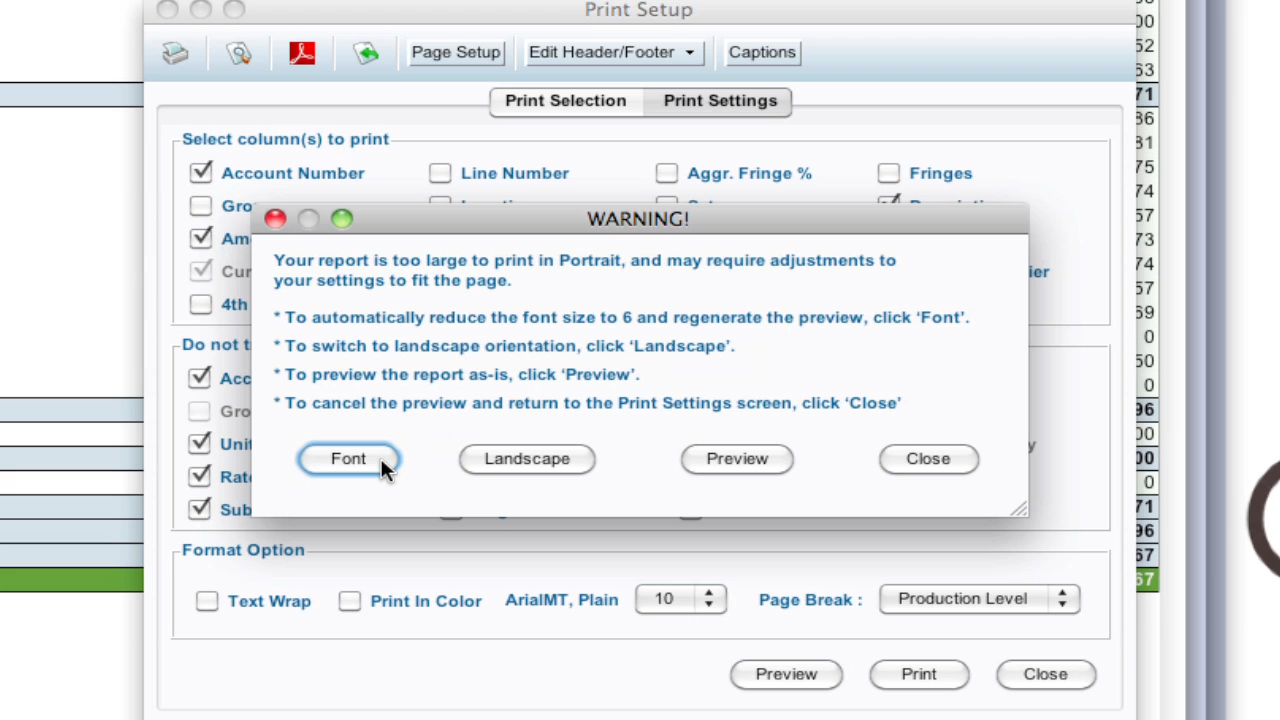 Print Setup
Page Setup
Edit Header/Footer
Captions
Print Selection
Print Settings
Select column(s) to print
Account Number
Line Number
Aggr. Fringe %
Fringes
WARNING!
Your report is too large to print in Portrait, and may require adjustments to
your settings to fit the page.
* To automatically reduce the font size to 6 and regenerate the preview, click ‘Font’.
* To switch to landscape orientation, click ‘Landscape’.
* To preview the report as-is, click ‘Preview’.
* To cancel the preview and return to the Print Settings screen, click ‘Close’
Font
Landscape
Preview
Close
4th
Format Option
Text Wrap
Print In Color
ArialMT, Plain
10
Page Break :
Production Level
Preview
Print
Close